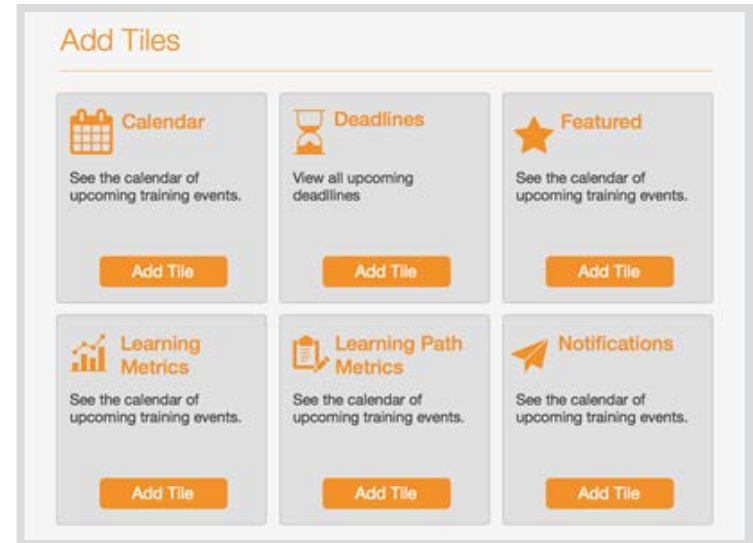 Add Tiles
Calendar
See the calendar of
upcoming training events.
Add Tile
Deadlines
View all upcoming
deadllines
Add Tile
Featured
See the calendar of
upcoming training events.
Add Tile
Learning
Metrics
See the calendar of
upcoming training events.
Add Tile
Learning Path
Metrics
See the calendar of
upcoming training events.
Add Tile
Notifications
See the calendar of
upcoming training events.
Add Tile